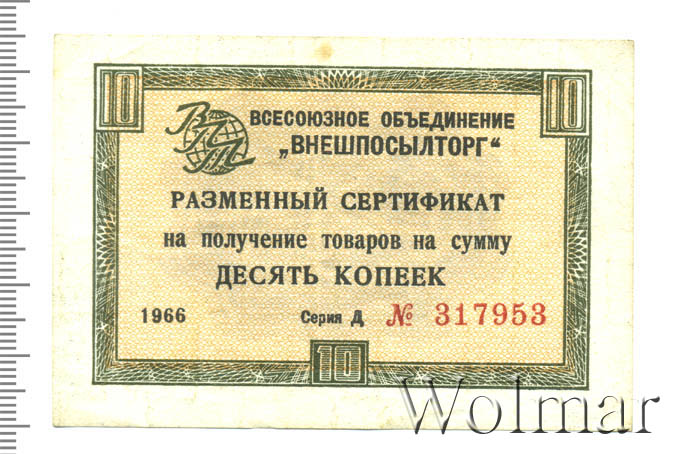 10 10
ВПТ
ВСЕСОЮЗНОЕ ОБЪЕДИНЕНИЕ
„ВНЕШПОСЫЛТОРГ“
РАЗМЕННЫЙ СЕРТИФИКАТ
на получение товаров на сумму
ДЕСЯТЬ КОПЕЕК
1966 Серия Д № 317953
10
Wolmar